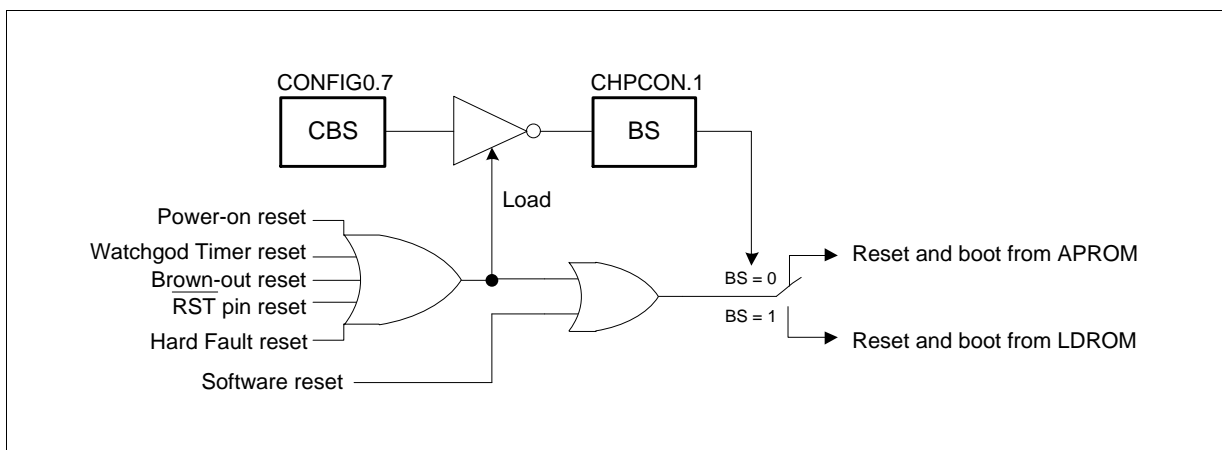 CONFIG0.7
CHPCON.1
CBS
BS
Load
Power-on reset
Watchgod Timer reset
Brown-out reset
RST pin reset
Hard Fault reset
Software reset
BS = 0
BS = 1
Reset and boot from APROM
Reset and boot from LDROM